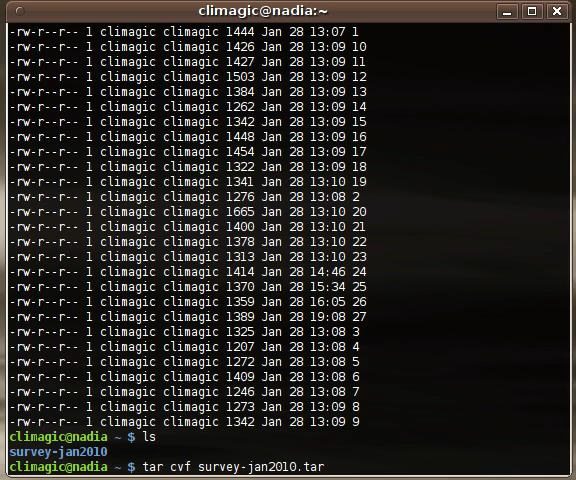 climagic@nadia:~
-rw-r--r-- 1 climagic climagic 1444 Jan 28 13:07 1
-rw-r--r-- 1 climagic climagic 1426 Jan 28 13:09 10
-rw-r--r-- 1 climagic climagic 1427 Jan 28 13:09 11
-rw-r--r-- 1 climagic climagic 1503 Jan 28 13:09 12
-rw-r--r-- 1 climagic climagic 1384 Jan 28 13:09 13
-rw-r--r-- 1 climagic climagic 1262 Jan 28 13:09 14
-rw-r--r-- 1 climagic climagic 1342 Jan 28 13:09 15
-rw-r--r-- 1 climagic climagic 1448 Jan 28 13:09 16
-rw-r--r-- 1 climagic climagic 1454 Jan 28 13:09 17
-rw-r--r-- 1 climagic climagic 1322 Jan 28 13:09 18
-rw-r--r-- 1 climagic climagic 1341 Jan 28 13:10 19
-rw-r--r-- 1 climagic climagic 1276 Jan 28 13:08 2
-rw-r--r-- 1 climagic climagic 1665 Jan 28 13:10 20
-rw-r--r-- 1 climagic climagic 1400 Jan 28 13:10 21
-rw-r--r-- 1 climagic climagic 1378 Jan 28 13:10 22
-rw-r--r-- 1 climagic climagic 1313 Jan 28 13:10 23
-rw-r--r-- 1 climagic climagic 1414 Jan 28 14:46 24
-rw-r--r-- 1 climagic climagic 1370 Jan 28 15:34 25
-rw-r--r-- 1 climagic climagic 1359 Jan 28 16:05 26
-rw-r--r-- 1 climagic climagic 1389 Jan 28 19:08 27
-rw-r--r-- 1 climagic climagic 1325 Jan 28 13:08 3
-rw-r--r-- 1 climagic climagic 1207 Jan 28 13:08 4
-rw-r--r-- 1 climagic climagic 1272 Jan 28 13:08 5
-rw-r--r-- 1 climagic climagic 1409 Jan 28 13:08 6
-rw-r--r-- 1 climagic climagic 1246 Jan 28 13:08 7
-rw-r--r-- 1 climagic climagic 1273 Jan 28 13:09 8
-rw-r--r-- 1 climagic climagic 1342 Jan 28 13:09 9
climagic@nadia ~ $ ls
survey-jan2010
climagic@nadia ~ $ tar cvf survey-jan2010.tar